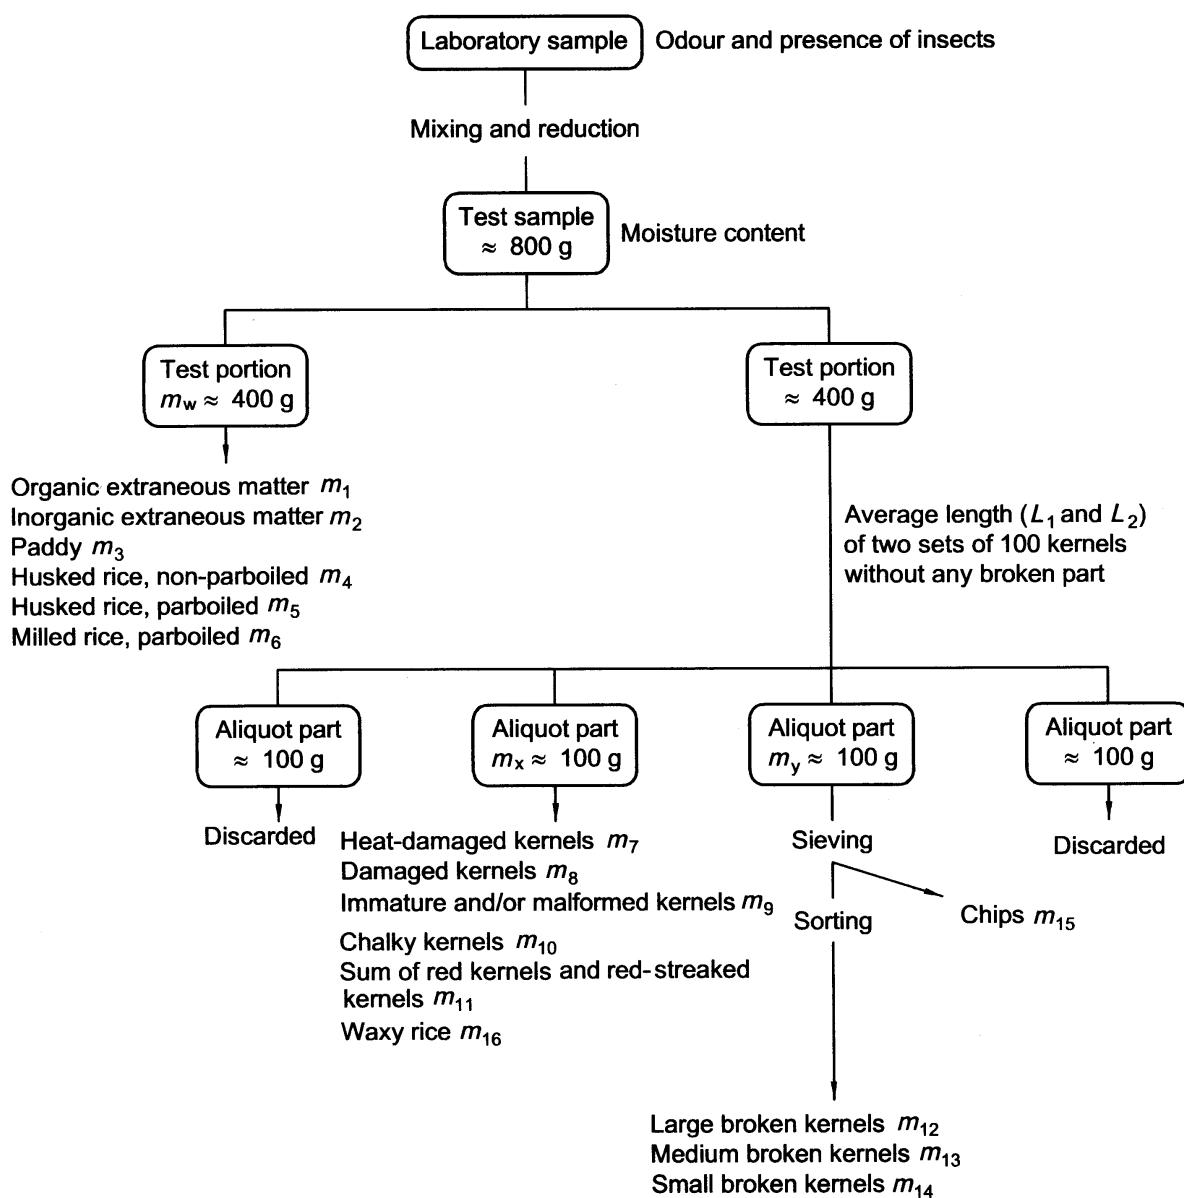 Laboratory sample
Odour and presence of insects
Mixing and reduction
Test sample
≈ 800 g
Moisture content
Test portion
m_w ≈ 400 g
Test portion
≈ 400 g
Organic extraneous matter m_1
Inorganic extraneous matter m_2
Paddy m_3
Husked rice, non-parboiled m_4
Husked rice, parboiled m_5
Milled rice, parboiled m_6
Average length (L_1 and L_2)
of two sets of 100 kernels
without any broken part
Aliquot part
≈ 100 g
Aliquot part
m_x ≈ 100 g
Aliquot part
m_y ≈ 100 g
Aliquot part
≈ 100 g
Discarded
Heat-damaged kernels m_7
Damaged kernels m_8
Immature and/or malformed kernels m_9
Chalky kernels m_10
Sum of red kernels and red-streaked
kernels m_11
Waxy rice m_16
Sieving
Sorting
Chips m_15
Discarded
Large broken kernels m_12
Medium broken kernels m_13
Small broken kernels m_14